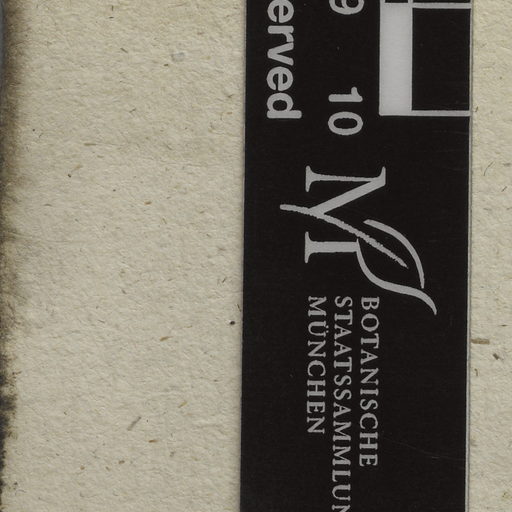 erved
9 10
BOTANISCHE
STAATSSAMMLUN
MÜNCHEN